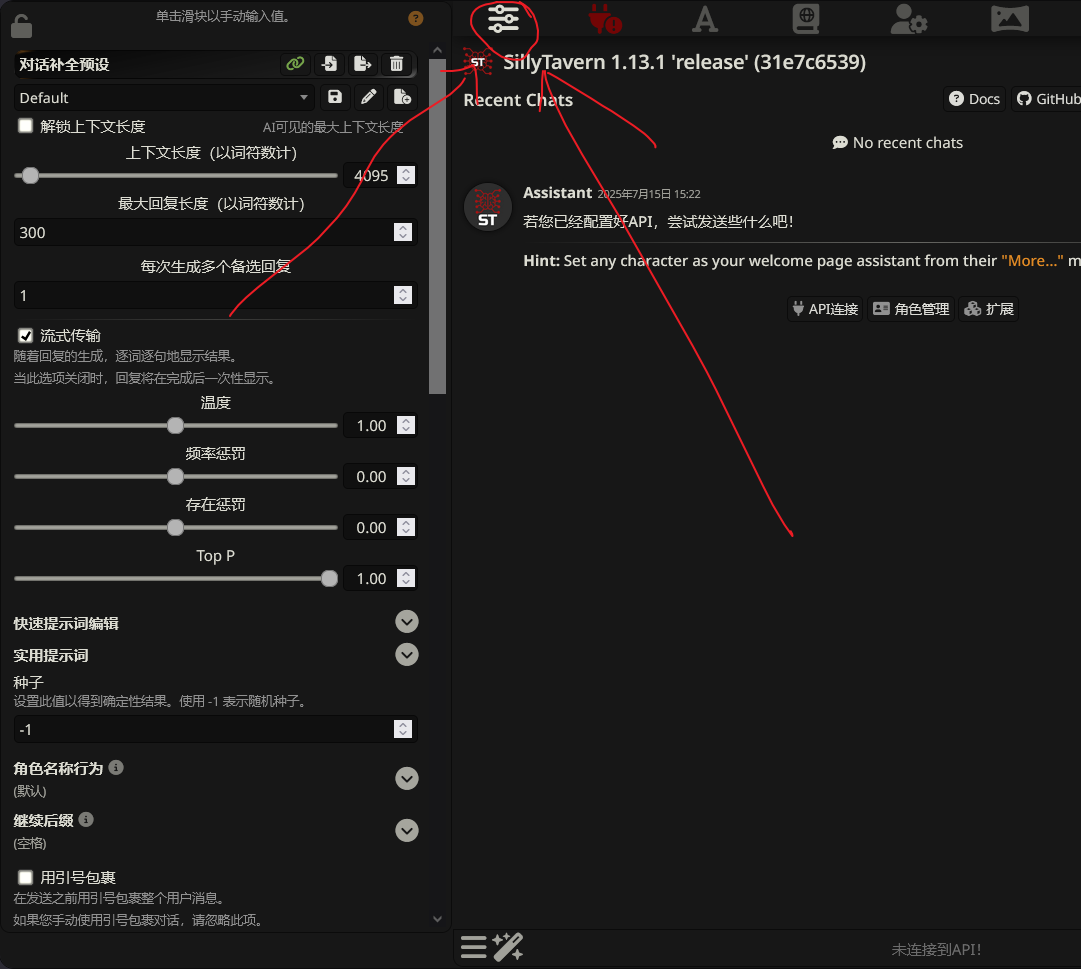 单击滑块以手动输入值。
?
对话补全预设
Default
解锁上下文长度
AI可见的最大上下文长度
上下文长度（以词符数计）
4095
最大回复长度（以词符数计）
300
每次生成多个备选回复
1
流式传输
随着回复的生成，逐词逐句地显示结果。
当此选项关闭时，回复将在完成后一次性显示。
温度
1.00
频率惩罚
0.00
存在惩罚
0.00
Top P
1.00
快速提示词编辑
实用提示词
种子
设置此值以得到确定性结果。使用 -1 表示随机种子。
-1
角色名称行为
(默认)
继续后缀
(空格)
用引号包裹
在发送之前用引号包裹整个用户消息。
如果您手动使用引号包裹对话，请忽略此项。
A
ST
SillyTavern 1.13.1 'release' (31e7c6539)
Recent Chats
Docs
GitHub
No recent chats
ST
Assistant 2025年7月15日 15:22
若您已经配置好API，尝试发送些什么吧！
Hint: Set any character as your welcome page assistant from their "More..." m
API连接
角色管理
扩展
未连接到API！